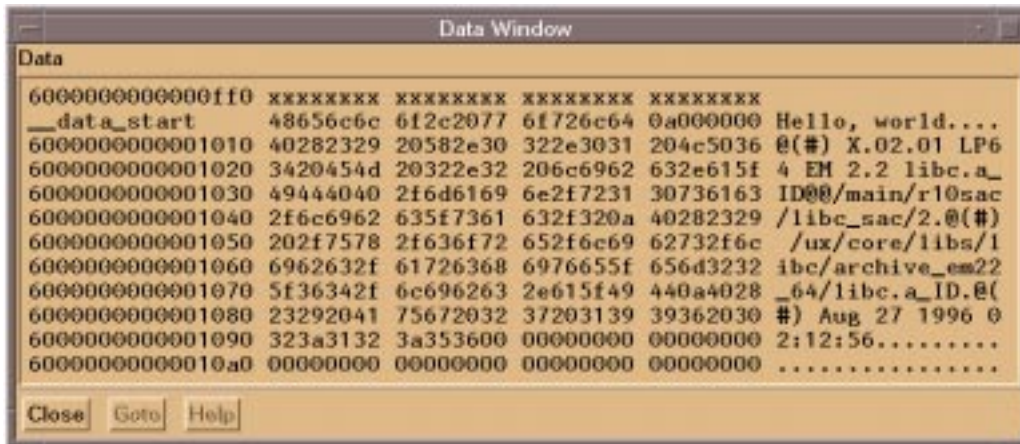 Data Window
Data
6000000000000ff0 xxxxxxxx xxxxxxxx xxxxxxxx xxxxxxxx
__data_start 48656c6c 6f2c2077 6f726c64 0a000000 Hello, world....
6000000000001010 40282329 20582e30 322e3031 204c5036 @(#) X.02.01 LP6
6000000000001020 3420454d 20322e32 206c6962 632e615f 4 EM 2.2 libc.a_
6000000000001030 49444040 2f6d6169 6e2f7231 30736163 ID@@/main/r10sac
6000000000001040 2f6c6962 635f7361 632f320a 40282329 /libc_sac/2.@(#)
6000000000001050 202f7578 2f636f72 652f6c69 62732f6c /ux/core/libs/l
6000000000001060 6962632f 61726368 6976655f 656d3232 ibc/archive_em22
6000000000001070 5f36342f 6c696263 2e615f49 440a4028 _64/libc.a_ID.@(
6000000000001080 23292041 75672032 37203139 39362030 #) Aug 27 1996 0
6000000000001090 323a3132 3a353600 00000000 00000000 2:12:56.........
60000000000010a0 00000000 00000000 00000000 00000000 ................
Close Goto Help